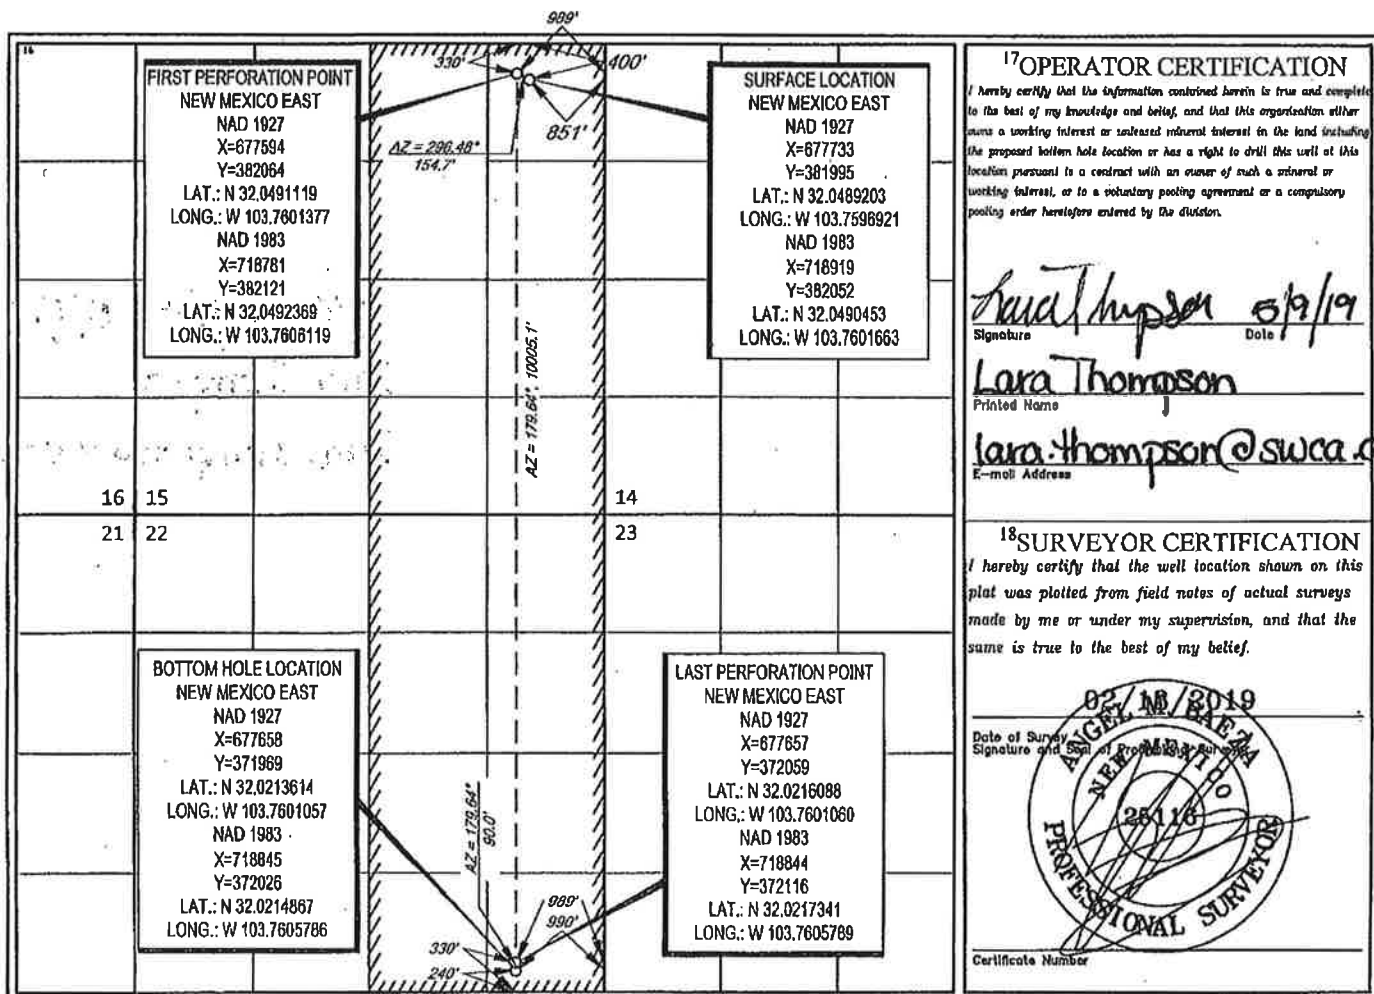 16
989'
330'
400'
851'
AZ = 296.48°
154.7'
FIRST PERFORATION POINT
NEW MEXICO EAST
NAD 1927
X=677594
Y=382064
LAT.: N 32.0491119
LONG.: W 103.7601377
NAD 1983
X=718781
Y=382121
LAT.: N 32.0492369
LONG.: W 103.7606119
SURFACE LOCATION
NEW MEXICO EAST
NAD 1927
X=677733
Y=381995
LAT.: N 32.0489203
LONG.: W 103.7596921
NAD 1983
X=718919
Y=382052
LAT.: N 32.0490453
LONG.: W 103.7601663
AZ = 179.64°, 10005.1'
16 15 14
21 22 23
BOTTOM HOLE LOCATION
NEW MEXICO EAST
NAD 1927
X=677658
Y=371969
LAT.: N 32.0213614
LONG.: W 103.7601057
NAD 1983
X=718845
Y=372026
LAT.: N 32.0214867
LONG.: W 103.7605786
LAST PERFORATION POINT
NEW MEXICO EAST
NAD 1927
X=677657
Y=372059
LAT.: N 32.0216088
LONG.: W 103.7601060
NAD 1983
X=718844
Y=372116
LAT.: N 32.0217341
LONG.: W 103.7605789
AZ = 179.64°
90.0'
989'
990'
330'
240'
17 OPERATOR CERTIFICATION
I hereby certify that the information contained herein is true and complete
to the best of my knowledge and belief, and that this organization either
owns a working interest or unleased mineral interest in the land including
the proposed bottom hole location or has a right to drill this well at this
location pursuant to a contract with an owner of such a mineral or
working interest, or to a voluntary pooling agreement or a compulsory
pooling order heretofore entered by the division.
Lara Thompson 5/9/19
Signature Date
Lara Thompson
Printed Name
lara.thompson@swca.c
E-mail Address
18 SURVEYOR CERTIFICATION
I hereby certify that the well location shown on this
plat was plotted from field notes of actual surveys
made by me or under my supervision, and that the
same is true to the best of my belief.
02/18/2019
Date of Survey
Signature and Seal of Professional Surveyor
ANGEL M. BAEZA
NEW MEXICO
25116
PROFESSIONAL SURVEYOR
Certificate Number